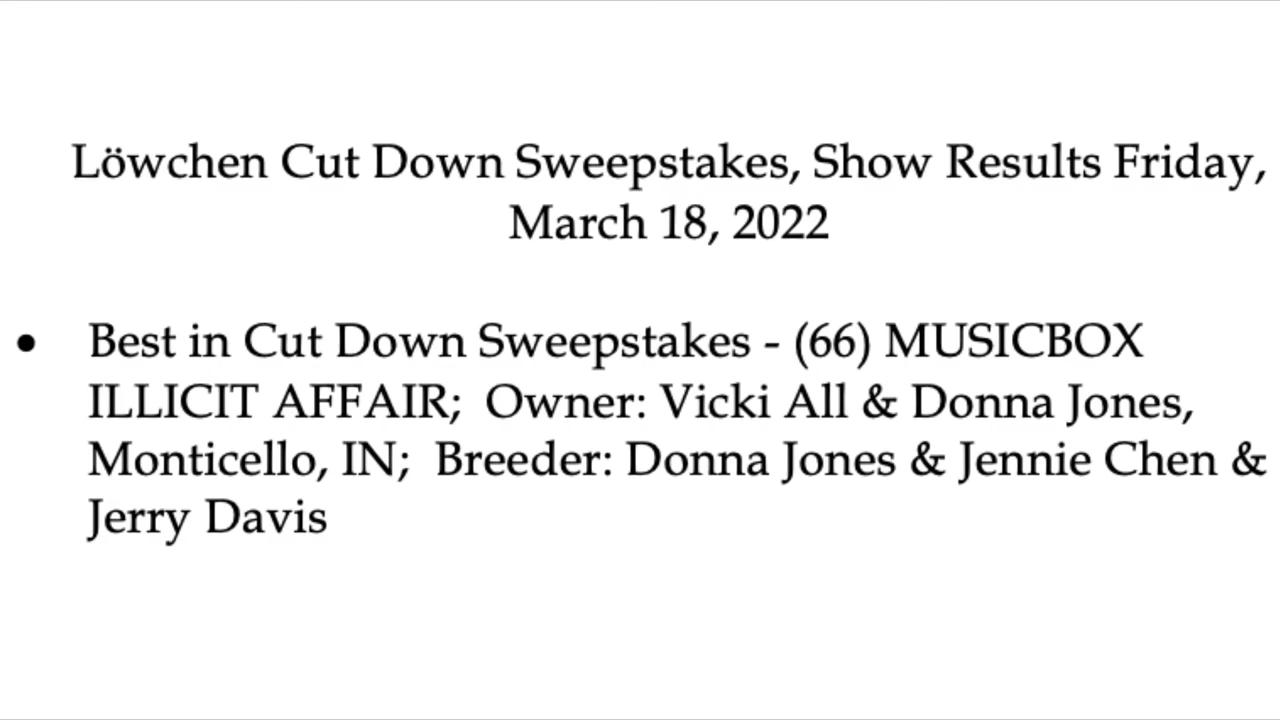 Löwchen Cut Down Sweepstakes, Show Results Friday,
March 18, 2022
• Best in Cut Down Sweepstakes - (66) MUSICBOX
ILLICIT AFFAIR;  Owner: Vicki All & Donna Jones,
Monticello, IN;  Breeder: Donna Jones & Jennie Chen &
Jerry Davis